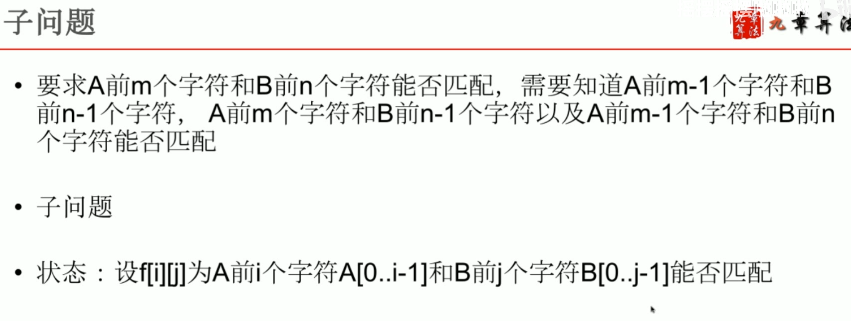 子问题
九章算法
• 要求A前m个字符和B前n个字符能否匹配，需要知道A前m-1个字符和B
前n-1个字符， A前m个字符和B前n-1个字符以及A前m-1个字符和B前n
个字符能否匹配
• 子问题
• 状态：设f[i][j]为A前i个字符A[0..i-1]和B前j个字符B[0..j-1]能否匹配